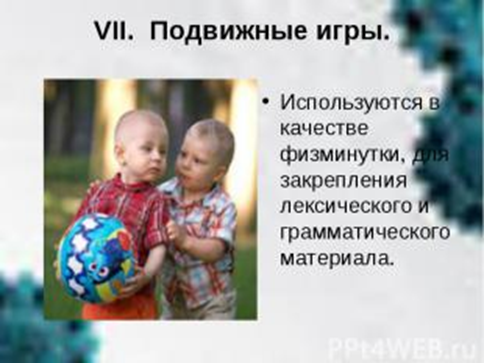 VII. Подвижные игры.
• Используются в
качестве
физминутки, для
закрепления
лексического и
грамматического
материала.
PPt4WEB.ru